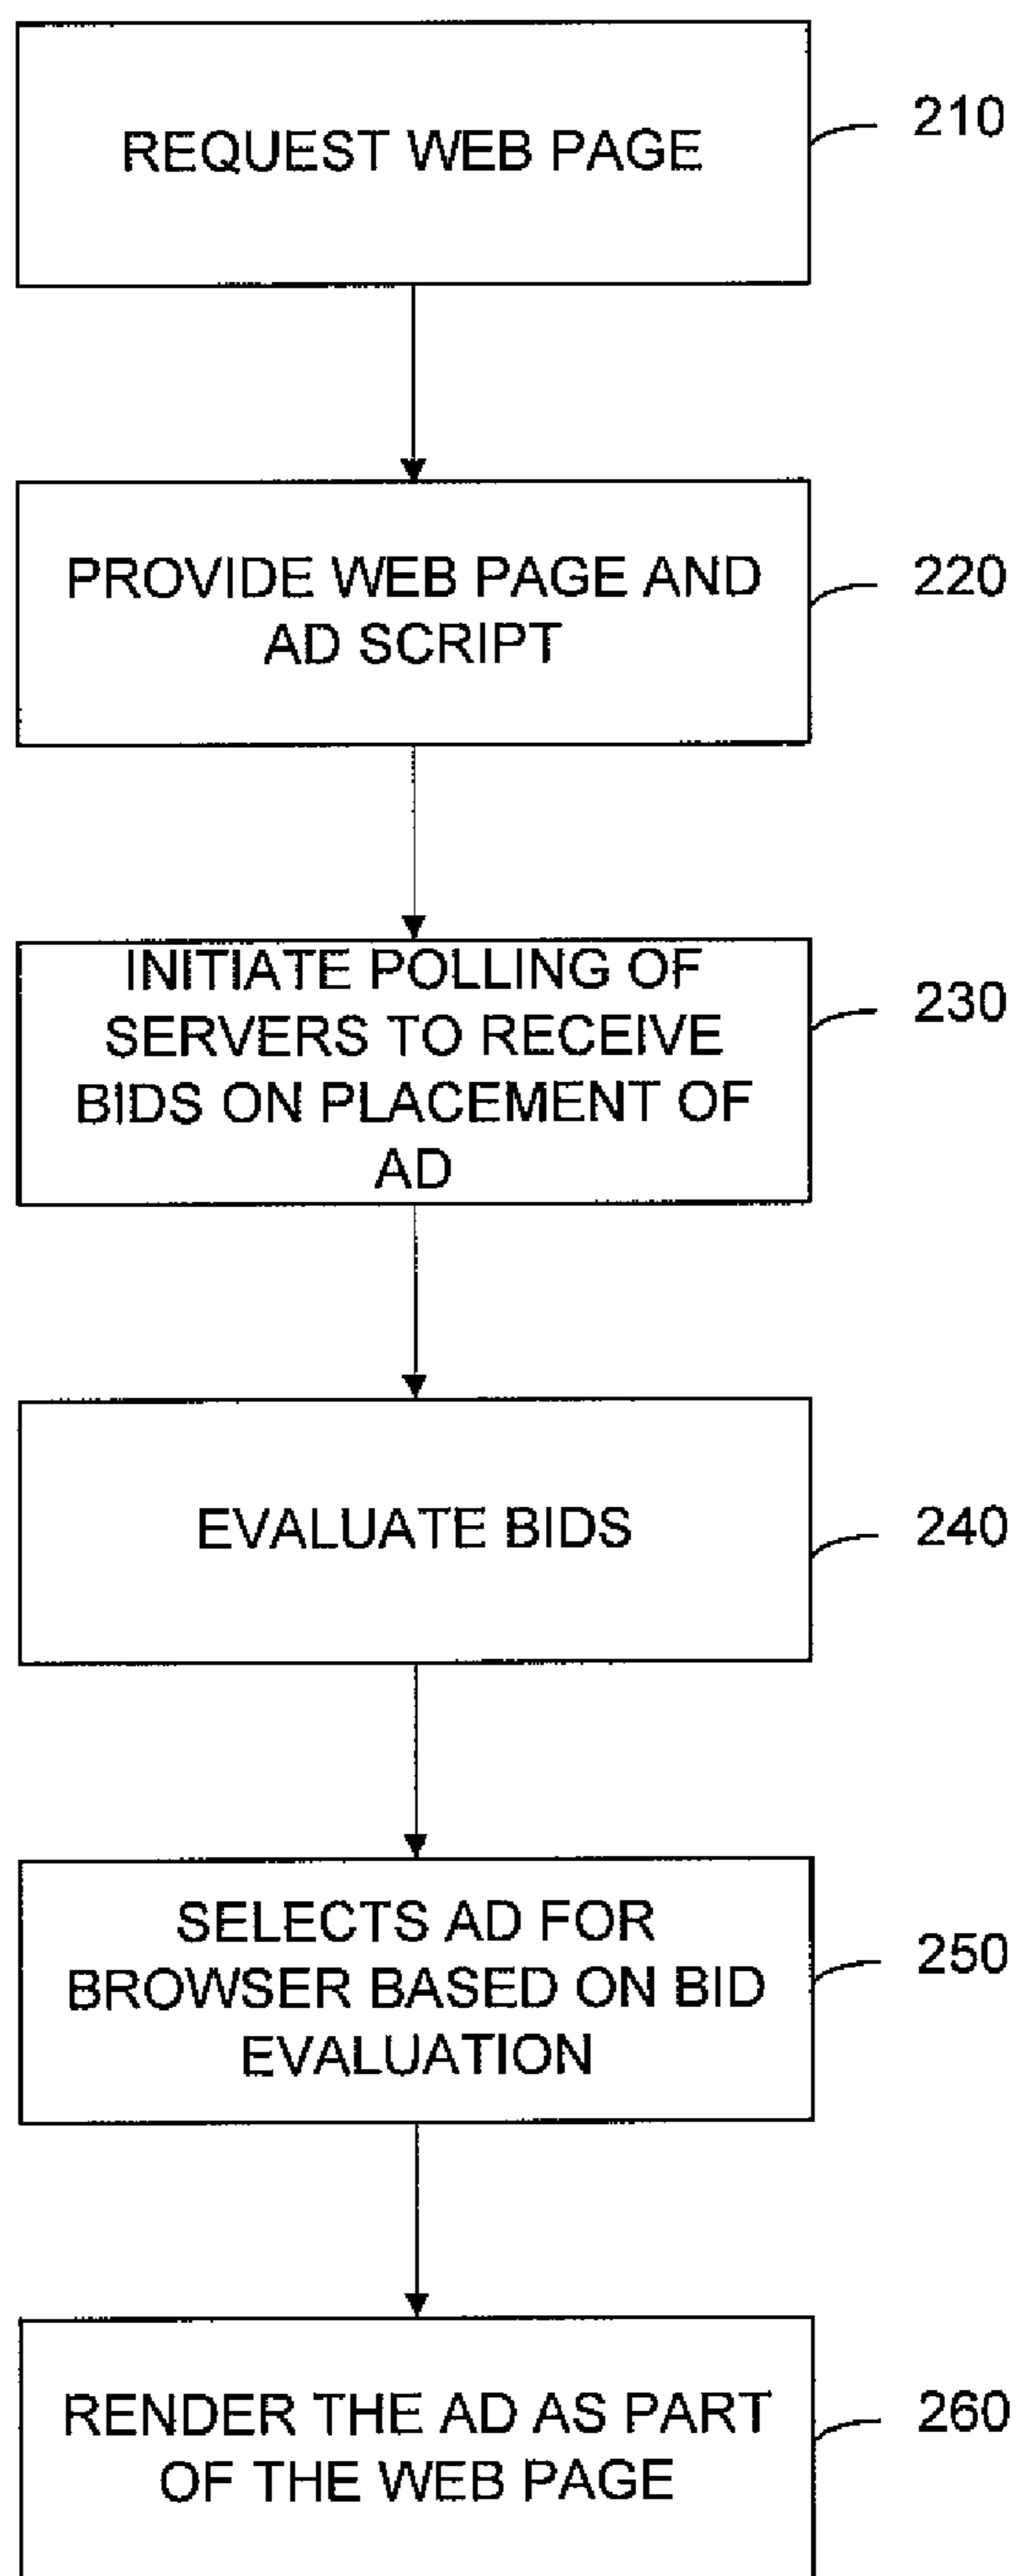 REQUEST WEB PAGE
210
PROVIDE WEB PAGE AND
AD SCRIPT
220
INITIATE POLLING OF
SERVERS TO RECEIVE
BIDS ON PLACEMENT OF
AD
230
EVALUATE BIDS
240
SELECTS AD FOR
BROWSER BASED ON BID
EVALUATION
250
RENDER THE AD AS PART
OF THE WEB PAGE
260